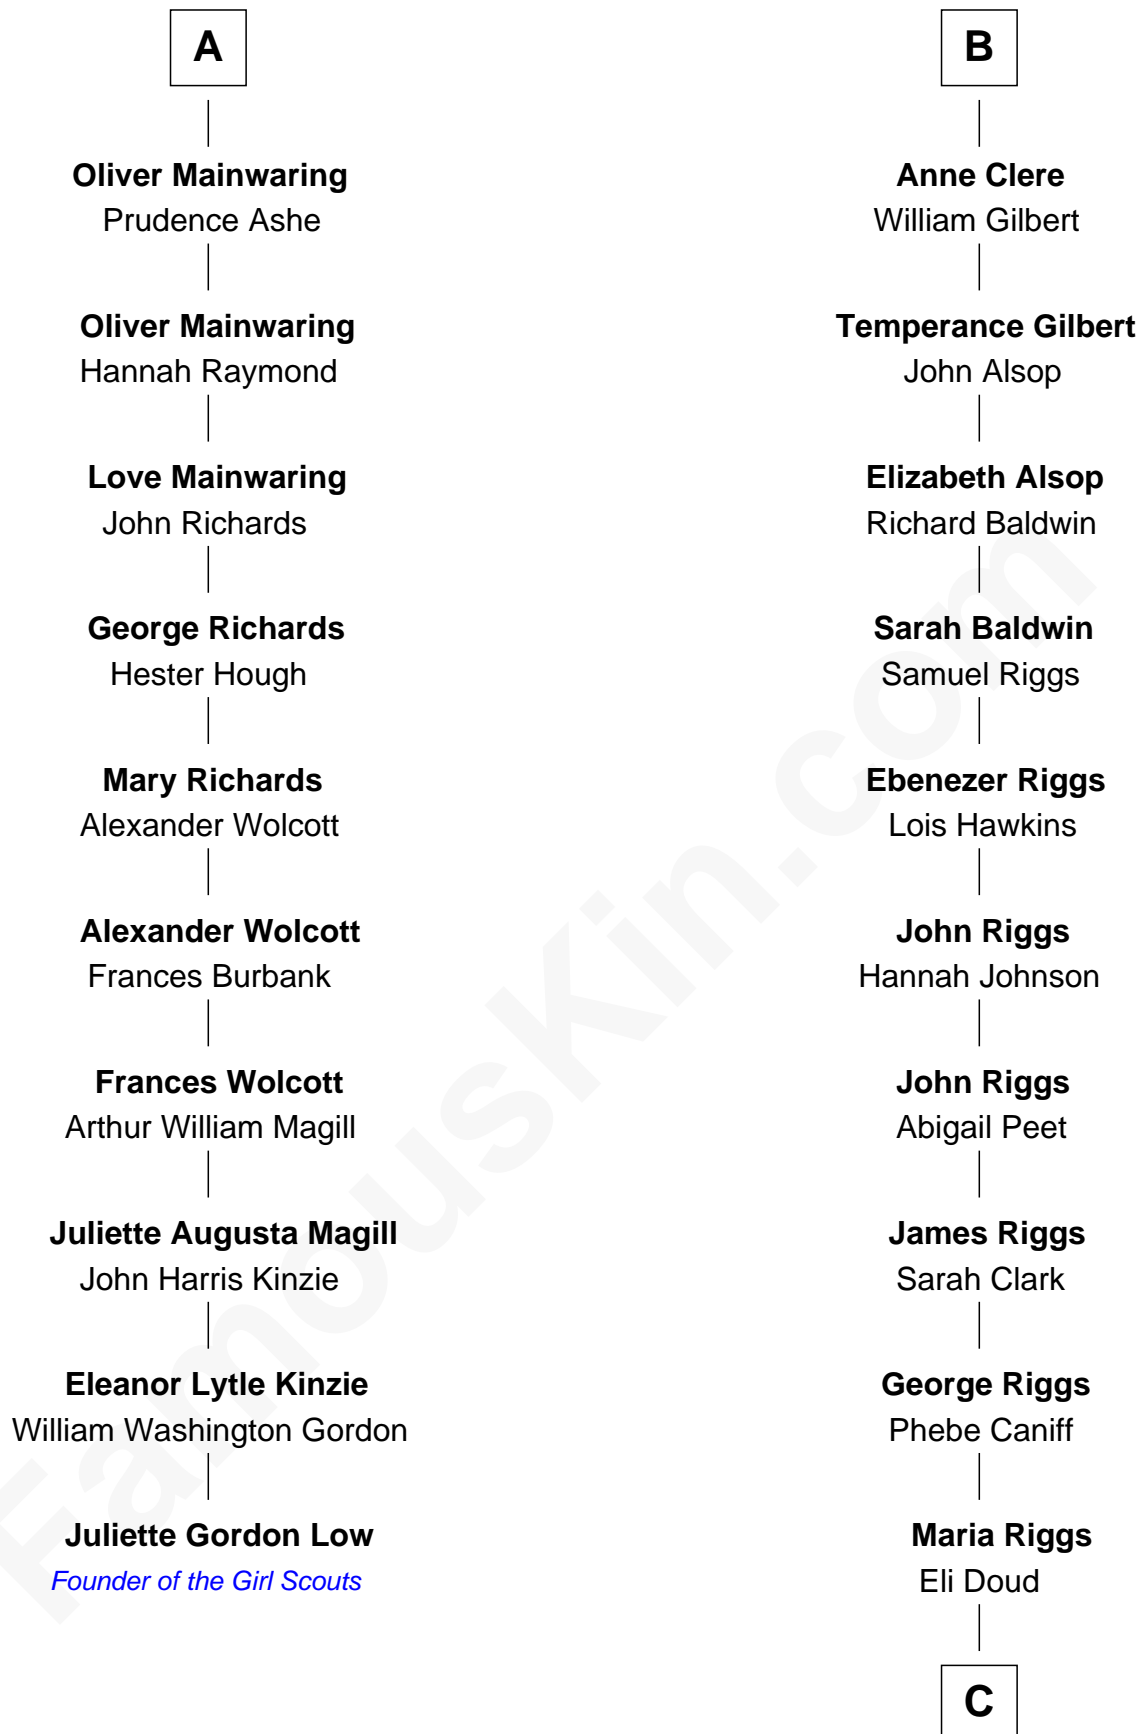 A
Oliver Mainwaring
Prudence Ashe
Oliver Mainwaring
Hannah Raymond
Love Mainwaring
John Richards
George Richards
Hester Hough
Mary Richards
Alexander Wolcott
Alexander Wolcott
Frances Burbank
Frances Wolcott
Arthur William Magill
Juliette Augusta Magill
John Harris Kinzie
Eleanor Lytle Kinzie
William Washington Gordon
Juliette Gordon Low
Founder of the Girl Scouts
B
Anne Clere
William Gilbert
Temperance Gilbert
John Alsop
Elizabeth Alsop
Richard Baldwin
Sarah Baldwin
Samuel Riggs
Ebenezer Riggs
Lois Hawkins
John Riggs
Hannah Johnson
John Riggs
Abigail Peet
James Riggs
Sarah Clark
George Riggs
Phebe Caniff
Maria Riggs
Eli Doud
C
FamousKin.com